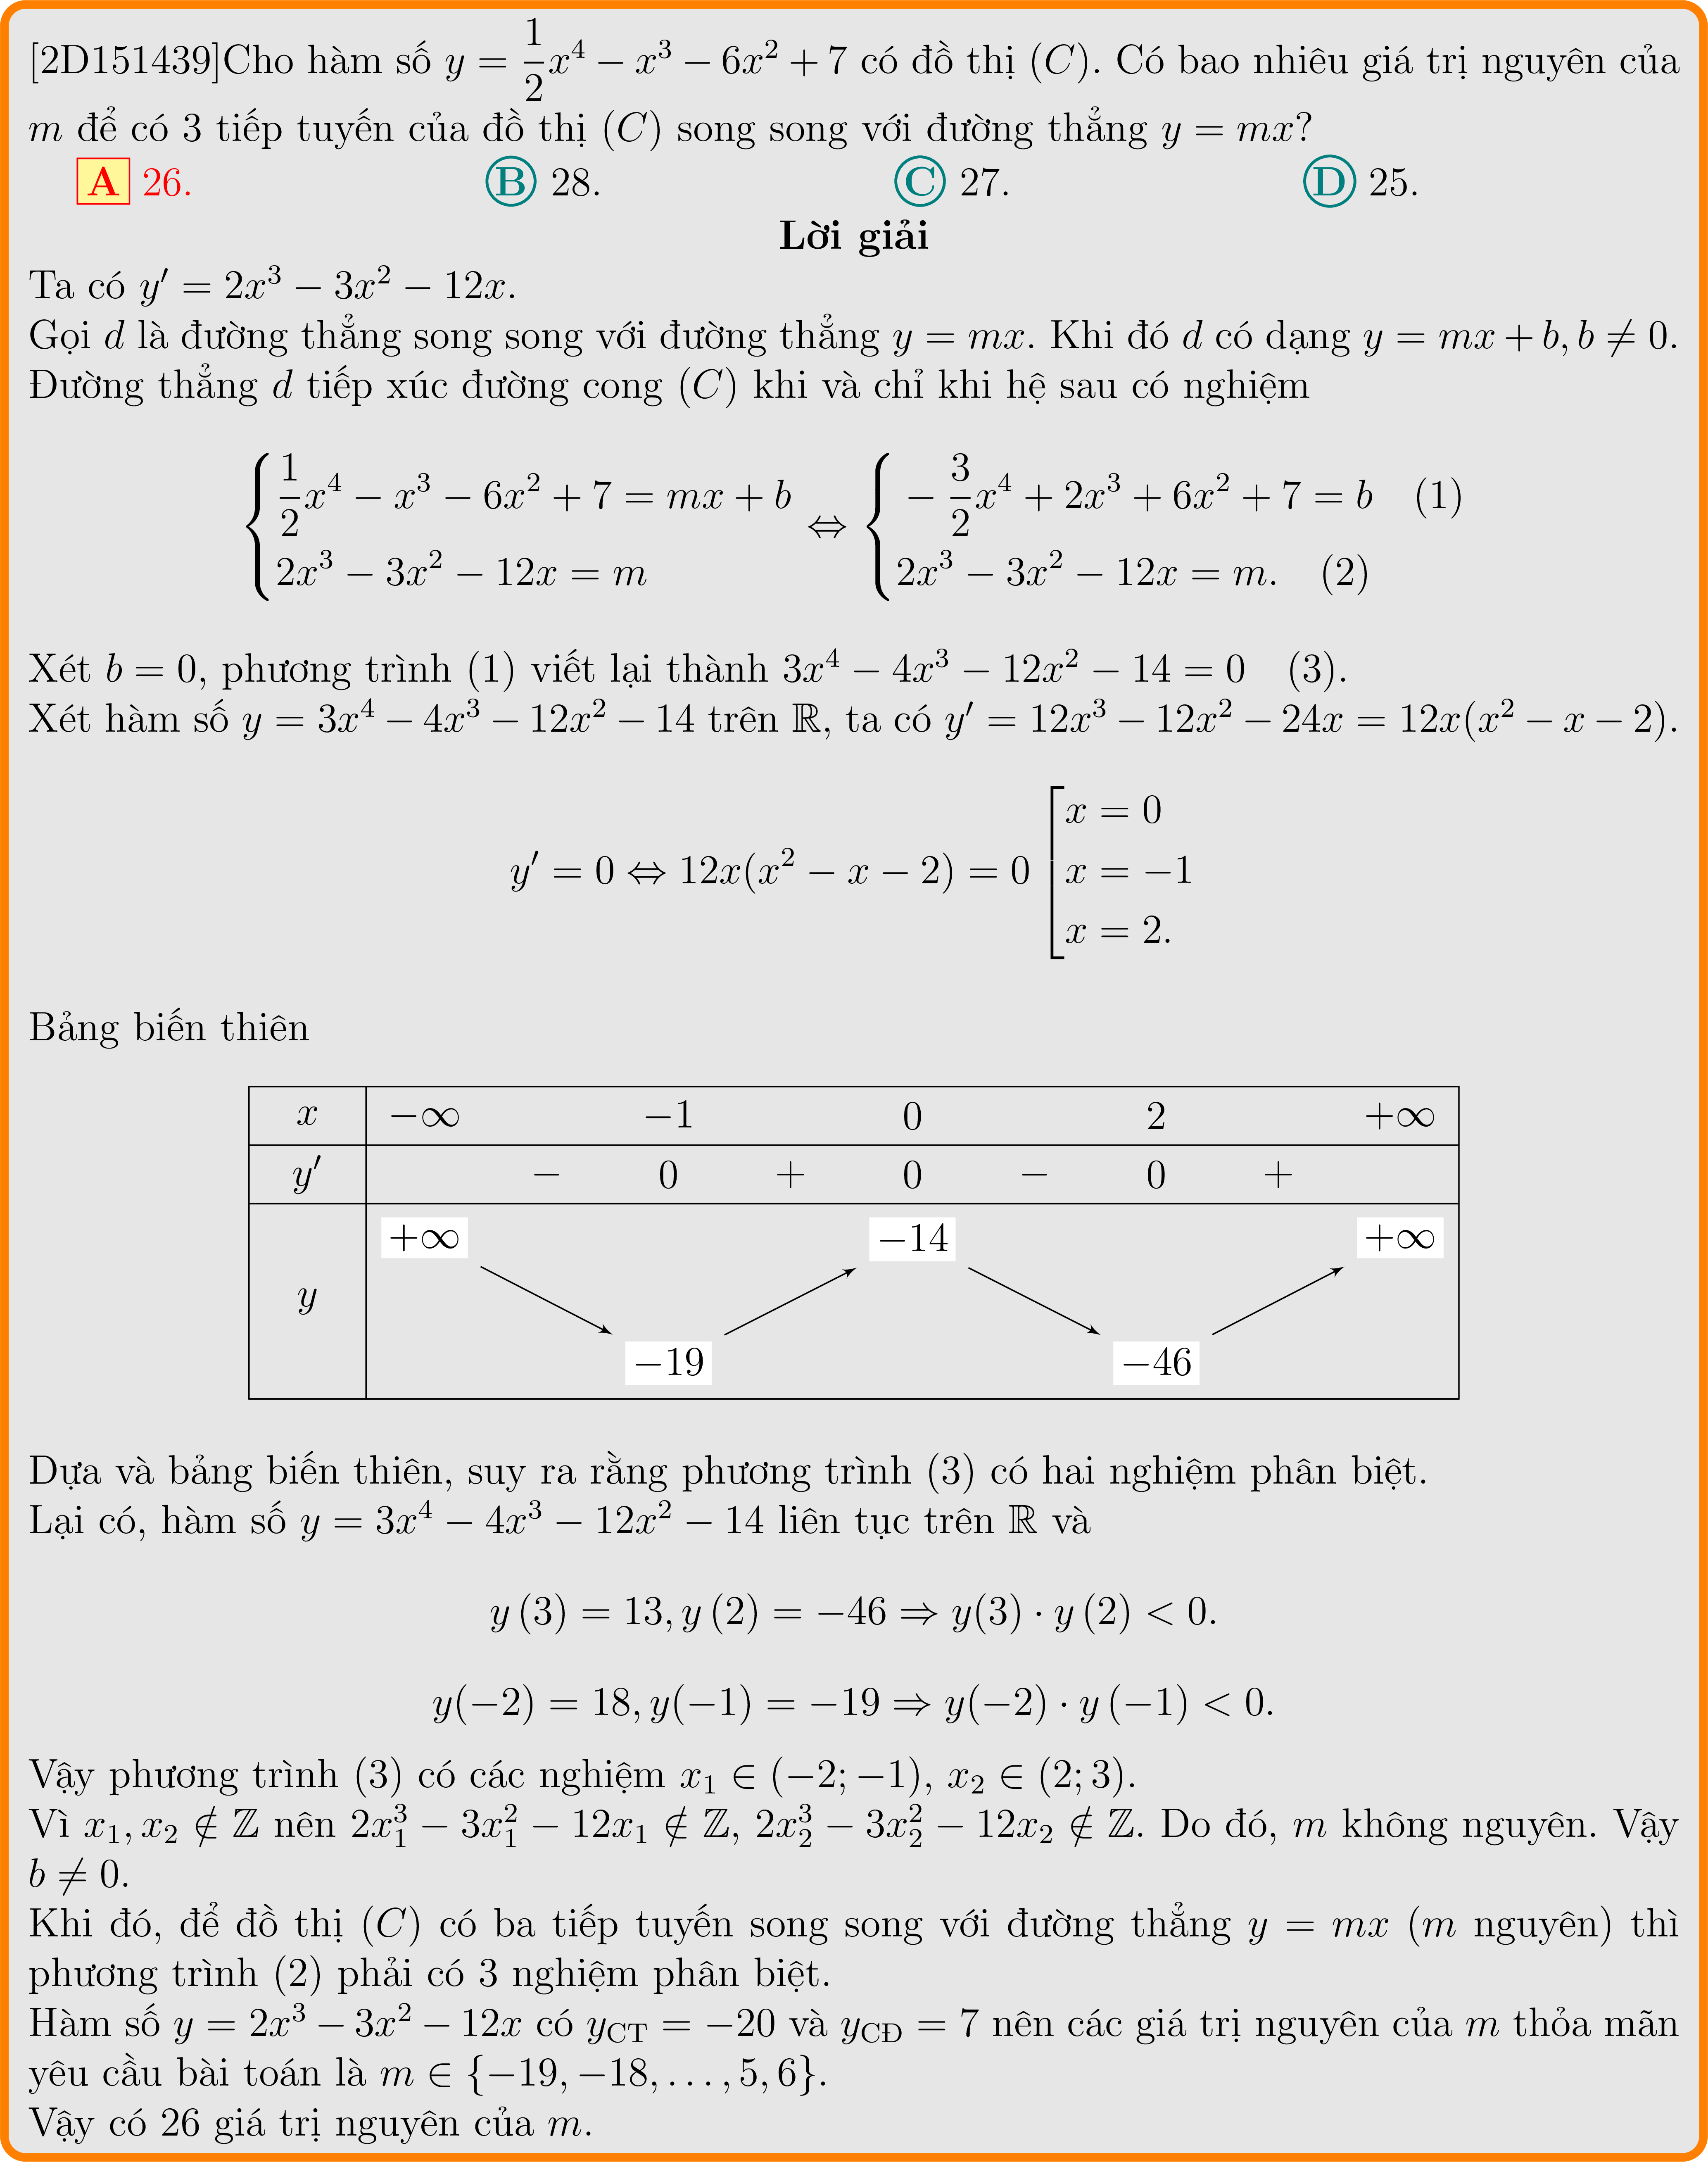 [2D151439]Cho hàm số $y = \dfrac{1}{2}x^4 - x^3 - 6x^2 + 7$ có đồ thị $(C)$. Có bao nhiêu giá trị nguyên của
$m$ để có 3 tiếp tuyến của đồ thị $(C)$ song song với đường thẳng $y = mx$?
A 26. B 28. C 27. D 25.
Lời giải
Ta có $y' = 2x^3 - 3x^2 - 12x$.
Gọi $d$ là đường thẳng song song với đường thẳng $y = mx$. Khi đó $d$ có dạng $y = mx + b, b \neq 0$.
Đường thẳng $d$ tiếp xúc đường cong $(C)$ khi và chỉ khi hệ sau có nghiệm
$\begin{cases} \dfrac{1}{2}x^4 - x^3 - 6x^2 + 7 = mx + b \\ 2x^3 - 3x^2 - 12x = m \end{cases} \Leftrightarrow \begin{cases} -\dfrac{3}{2}x^4 + 2x^3 + 6x^2 + 7 = b \quad (1) \\ 2x^3 - 3x^2 - 12x = m. \quad (2) \end{cases}$
Xét $b = 0$, phương trình (1) viết lại thành $3x^4 - 4x^3 - 12x^2 - 14 = 0$ (3).
Xét hàm số $y = 3x^4 - 4x^3 - 12x^2 - 14$ trên $\mathbb{R}$, ta có $y' = 12x^3 - 12x^2 - 24x = 12x(x^2 - x - 2)$.
$y' = 0 \Leftrightarrow 12x(x^2 - x - 2) = 0 \left[\begin{array}{l} x = 0 \\ x = -1 \\ x = 2. \end{array}\right.$
Bảng biến thiên
$x$ $-\infty$ $-1$ $0$ $2$ $+\infty$
$y'$ $-$ $0$ $+$ $0$ $-$ $0$ $+$
$+\infty$ $-14$ $+\infty$
$y$
$-19$ $-46$
Dựa và bảng biến thiên, suy ra rằng phương trình (3) có hai nghiệm phân biệt.
Lại có, hàm số $y = 3x^4 - 4x^3 - 12x^2 - 14$ liên tục trên $\mathbb{R}$ và
$y(3) = 13, y(2) = -46 \Rightarrow y(3) \cdot y(2) < 0.$
$y(-2) = 18, y(-1) = -19 \Rightarrow y(-2) \cdot y(-1) < 0.$
Vậy phương trình (3) có các nghiệm $x_1 \in (-2; -1)$, $x_2 \in (2; 3)$.
Vì $x_1, x_2 \notin \mathbb{Z}$ nên $2x_1^3 - 3x_1^2 - 12x_1 \notin \mathbb{Z}$, $2x_2^3 - 3x_2^2 - 12x_2 \notin \mathbb{Z}$. Do đó, $m$ không nguyên. Vậy
$b \neq 0$.
Khi đó, để đồ thị $(C)$ có ba tiếp tuyến song song với đường thẳng $y = mx$ ($m$ nguyên) thì
phương trình (2) phải có 3 nghiệm phân biệt.
Hàm số $y = 2x^3 - 3x^2 - 12x$ có $y_{\text{CT}} = -20$ và $y_{\text{CĐ}} = 7$ nên các giá trị nguyên của $m$ thỏa mãn
yêu cầu bài toán là $m \in \{-19, -18, \ldots, 5, 6\}$.
Vậy có 26 giá trị nguyên của $m$.